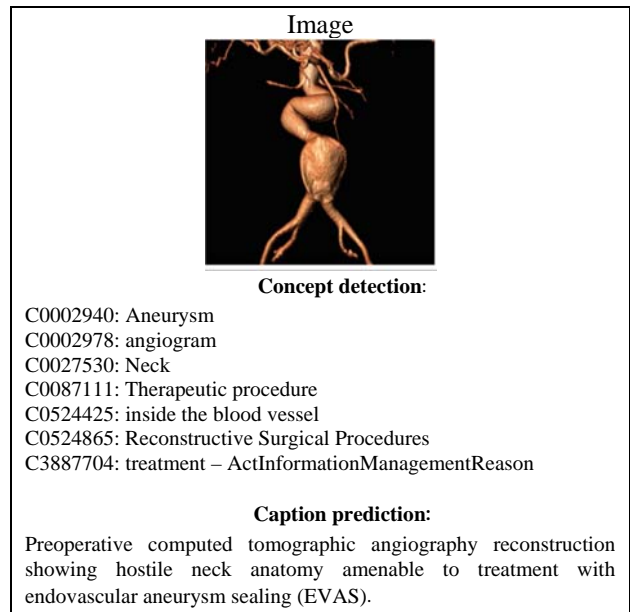 Image
Concept detection:
C0002940: Aneurysm
C0002978: angiogram
C0027530: Neck
C0087111: Therapeutic procedure
C0524425: inside the blood vessel
C0524865: Reconstructive Surgical Procedures
C3887704: treatment – ActInformationManagementReason
Caption prediction:
Preoperative computed tomographic angiography reconstruction
showing hostile neck anatomy amenable to treatment with
endovascular aneurysm sealing (EVAS).